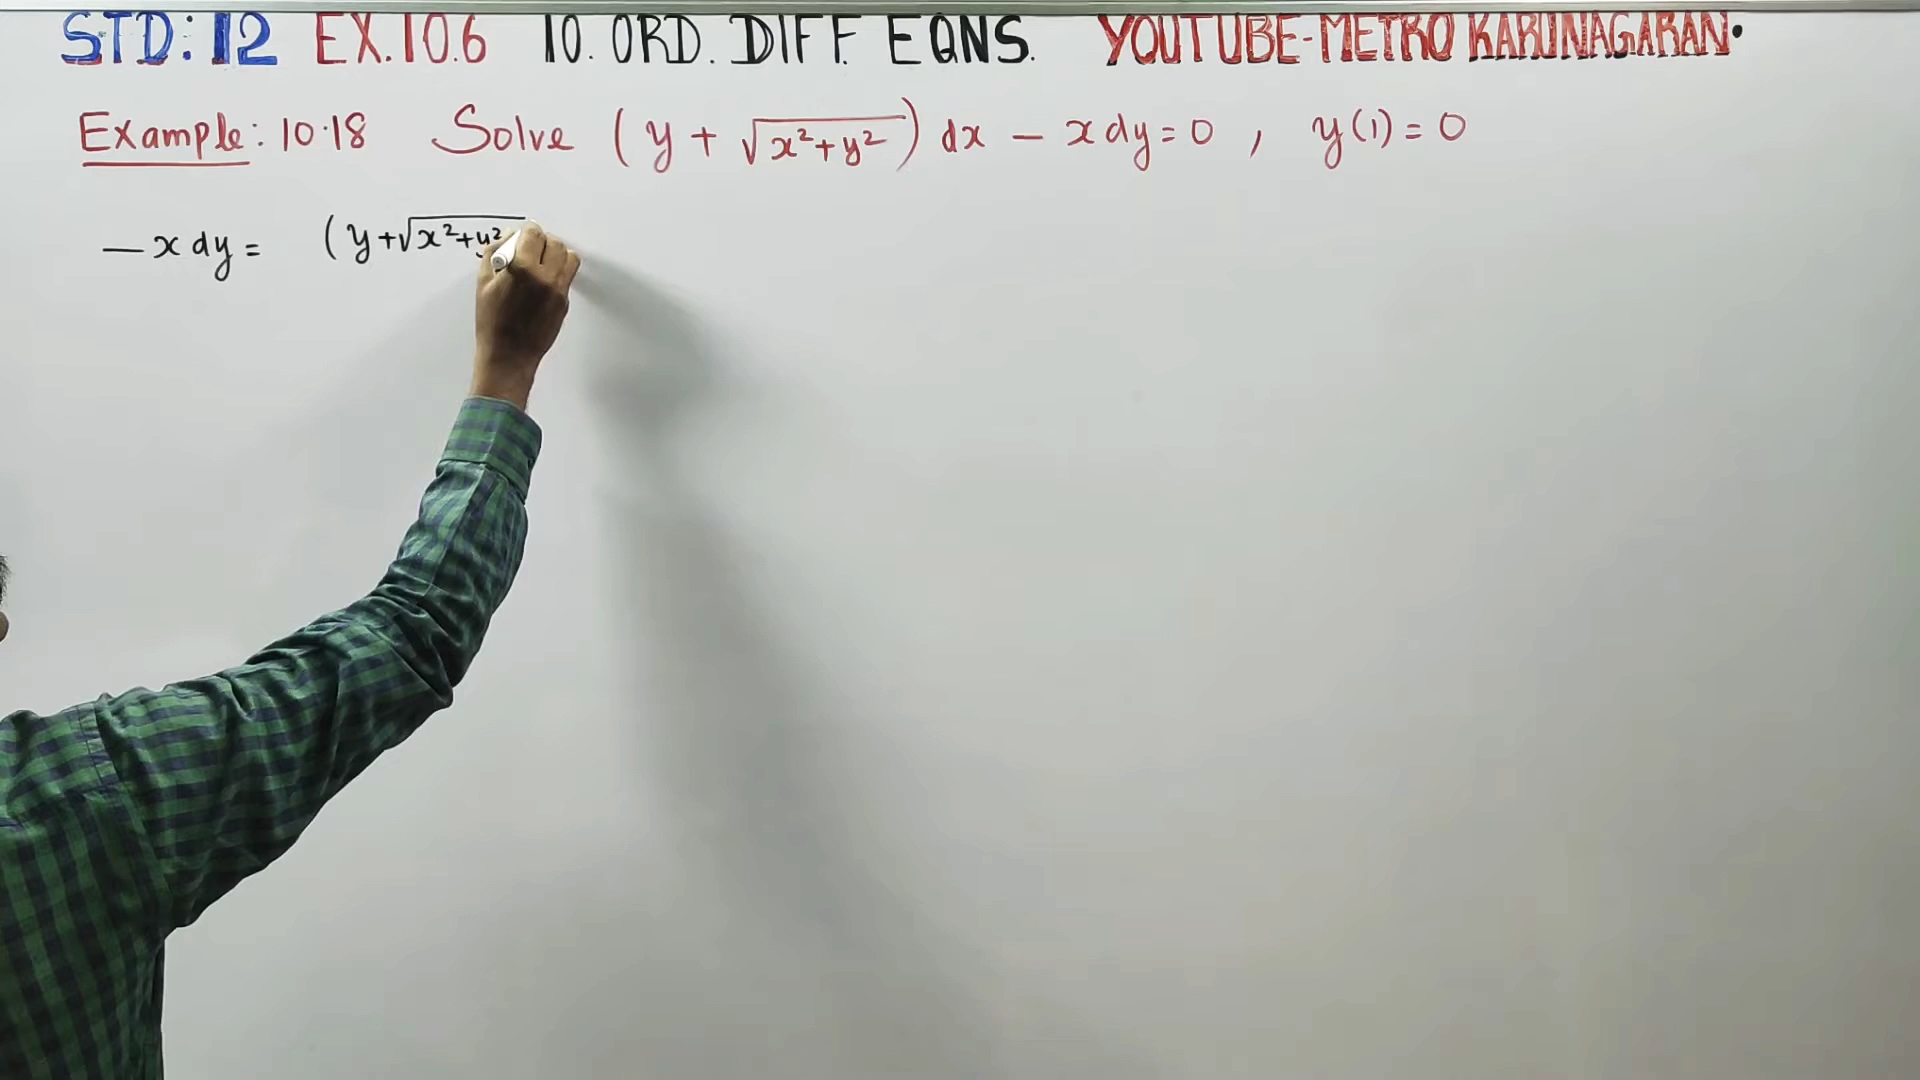 STD: 12 EX.10.6 10. ORD. DIFF. EQNS. YOUTUBE-METRO KARUNAGARAN.
Example: 10.18 Solve (y + √(x²+y²)) dx – x dy = 0 , y(1) = 0
– x dy = (y + √x²+y²